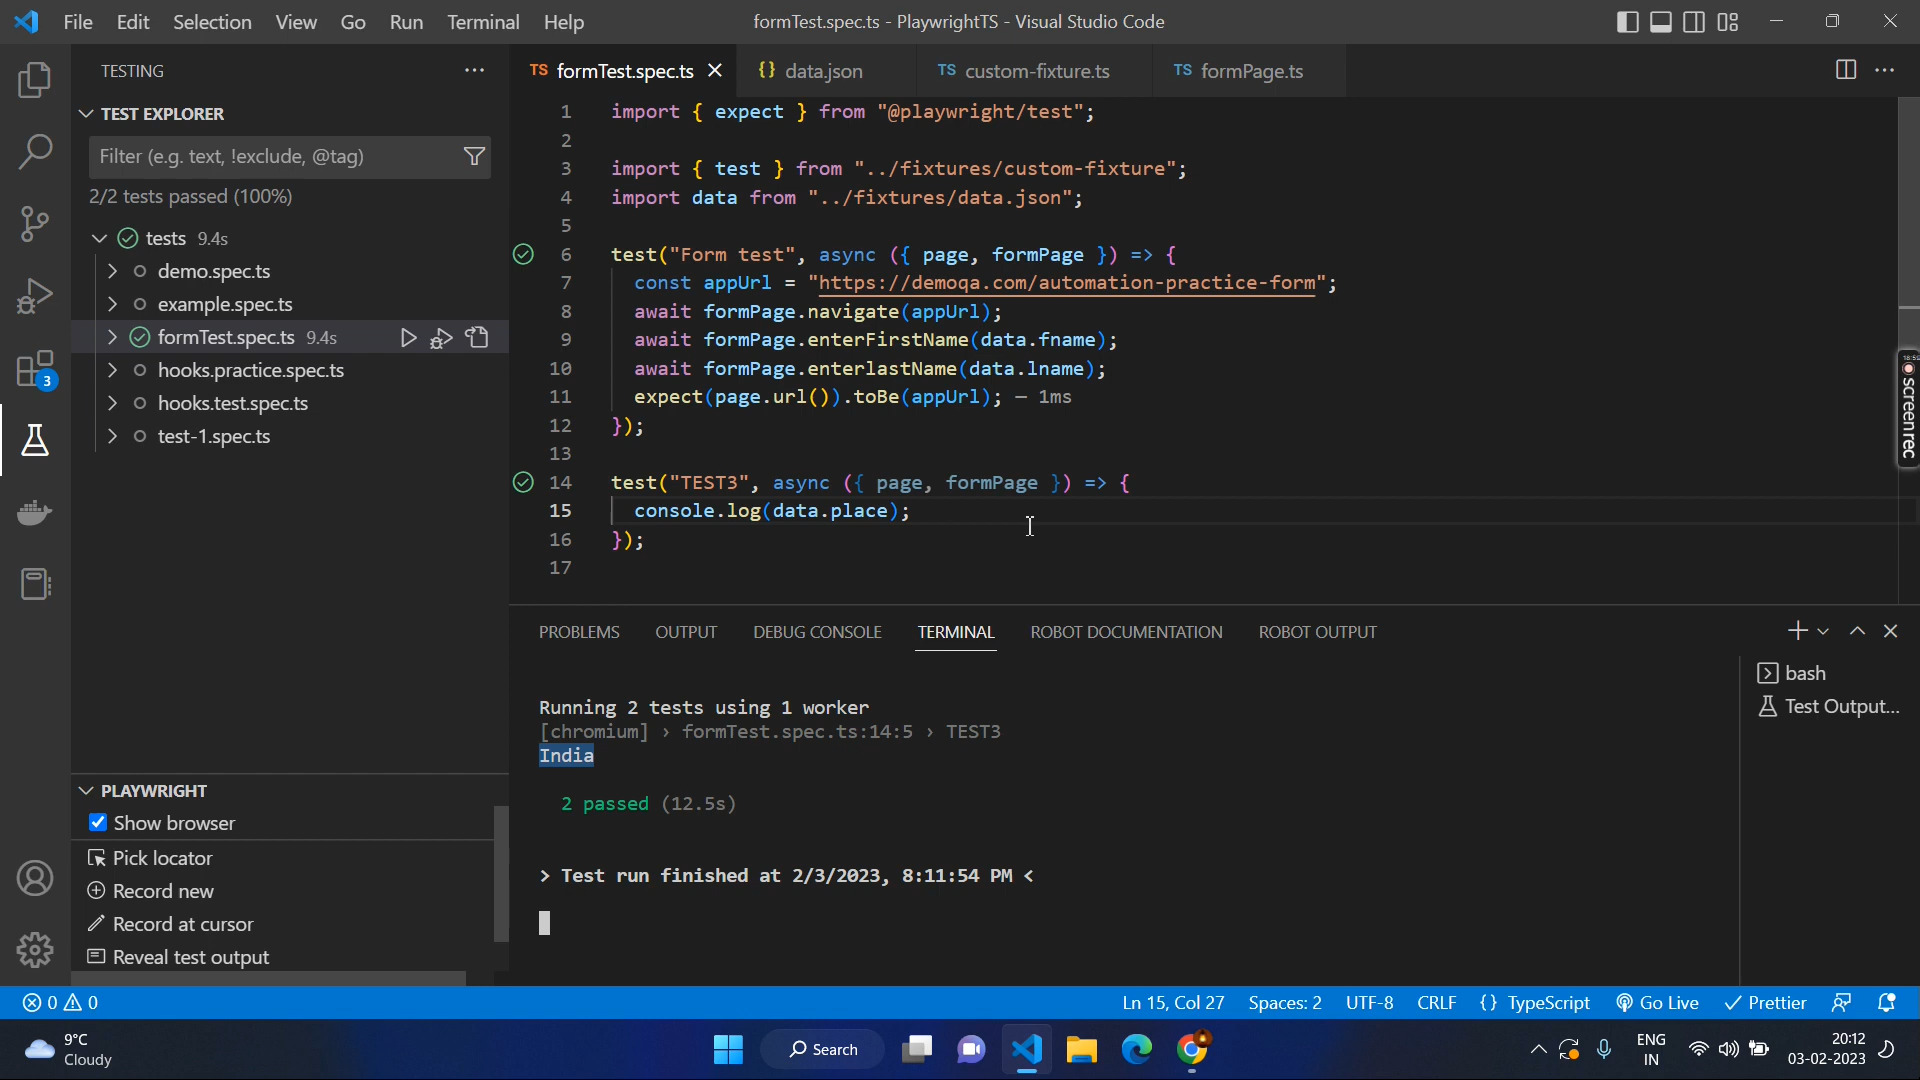 File Edit Selection View Go Run Terminal Help
formTest.spec.ts - PlaywrightTS - Visual Studio Code
TESTING
TEST EXPLORER
Filter (e.g. text, !exclude, @tag)
2/2 tests passed (100%)
tests 9.4s
demo.spec.ts
example.spec.ts
formTest.spec.ts 9.4s
hooks.practice.spec.ts
hooks.test.spec.ts
test-1.spec.ts
PLAYWRIGHT
Show browser
Pick locator
Record new
Record at cursor
Reveal test output
3
TS formTest.spec.ts {} data.json TS custom-fixture.ts TS formPage.ts
1 import { expect } from "@playwright/test";
2
3 import { test } from "../fixtures/custom-fixture";
4 import data from "../fixtures/data.json";
5
6 test("Form test", async ({ page, formPage }) => {
7 const appUrl = "https://demoqa.com/automation-practice-form";
8 await formPage.navigate(appUrl);
9 await formPage.enterFirstName(data.fname);
10 await formPage.enterlastName(data.lname);
11 expect(page.url()).toBe(appUrl); — 1ms
12 });
13
14 test("TEST3", async ({ page, formPage }) => {
15 console.log(data.place);
16 });
17
18:59
screenrec
PROBLEMS OUTPUT DEBUG CONSOLE TERMINAL ROBOT DOCUMENTATION ROBOT OUTPUT
Running 2 tests using 1 worker
[chromium] › formTest.spec.ts:14:5 › TEST3
India
2 passed (12.5s)
> Test run finished at 2/3/2023, 8:11:54 PM <
bash
Test Output...
0 0
Ln 15, Col 27 Spaces: 2 UTF-8 CRLF {} TypeScript Go Live Prettier
9°C
Cloudy
Search
ENG
IN
20:12
03-02-2023